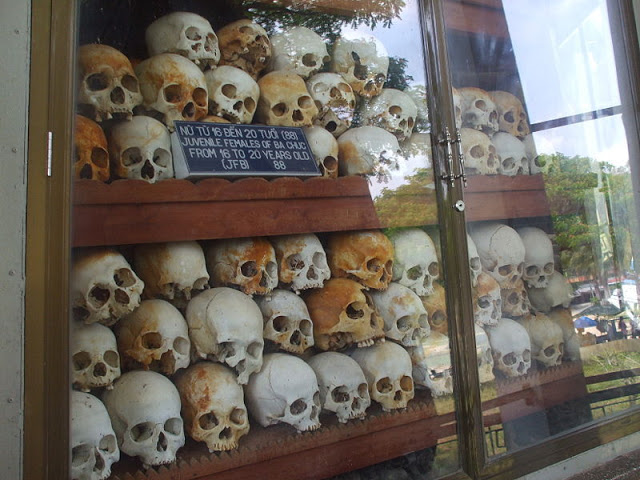 NỮ TỪ 16 ĐẾN 20 TUỔI (88)
JUVENILE FEMALES OF BA CHUC
FROM 16 TO 20 YEARS OLD
(JFB) 88